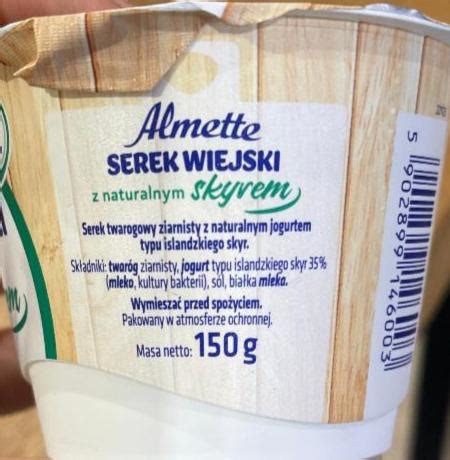 Almette
SEREK WIEJSKI
z naturalnym skyrem
Serek twarogowy ziarnisty z naturalnym jogurtem
typu islandzkiego skyr.
Składniki: twaróg ziarnisty, jogurt typu islandzkiego skyr 35%
(mleko, kultury bakterii), sól, białka mleka.
Wymieszać przed spożyciem.
Pakowany w atmosferze ochronnej.
Masa netto: 150 g
5 902899 146003